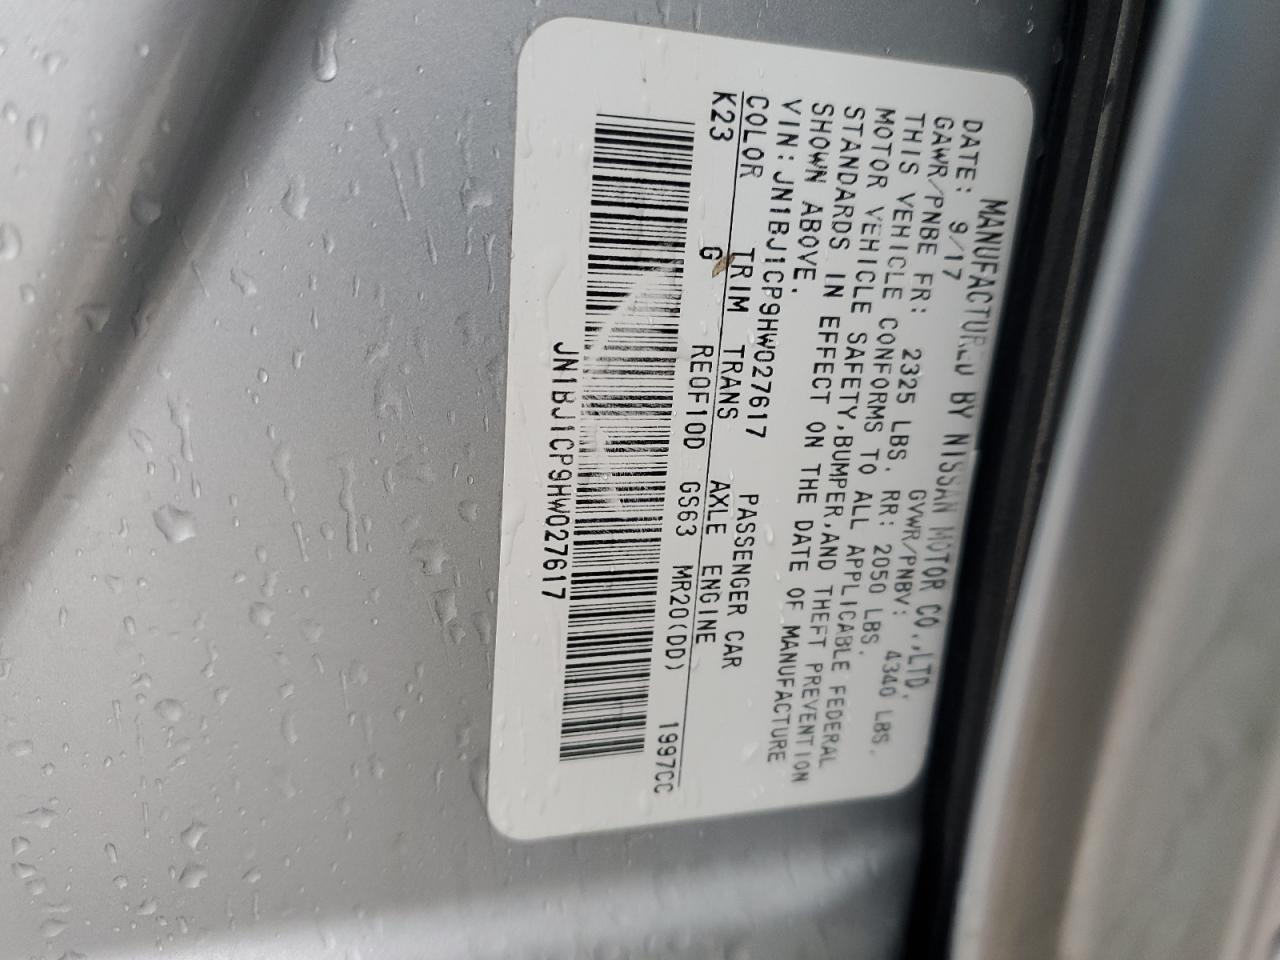 MANUFACTURED BY NISSAN MOTOR CO.,LTD.
DATE: 9/17 GVWR/PNBV: 4340 LBS.
GAWR/PNBE FR: 2325 LBS. RR: 2050 LBS.
THIS VEHICLE CONFORMS TO ALL APPLICABLE FEDERAL
MOTOR VEHICLE SAFETY,BUMPER,AND THEFT PREVENTION
STANDARDS IN EFFECT ON THE DATE OF MANUFACTURE
SHOWN ABOVE.
VIN:JN1BJ1CP9HW027617 PASSENGER CAR
COLOR TRIM TRANS AXLE ENGINE
K23 G RE0F10D GS63 MR20(DD) 1997CC
JN1BJ1CP9HW027617